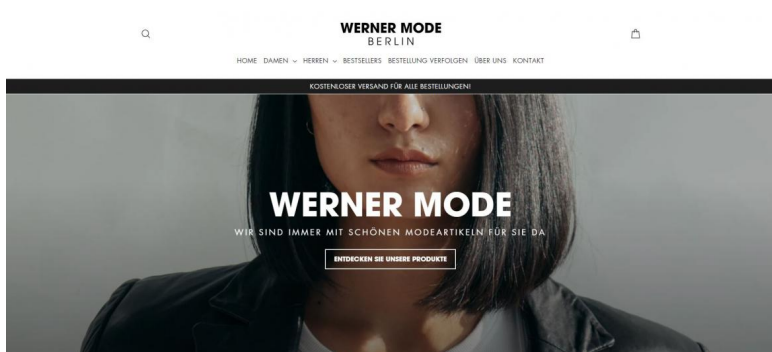 WERNER MODE
BERLIN
HOME DAMEN HERREN BESTSELLERS BESTELLUNG VERFOLGEN ÜBER UNS KONTAKT
KOSTENLOSER VERSAND FÜR ALLE BESTELLUNGEN!
WERNER MODE
WIR SIND IMMER MIT SCHÖNEN MODEARTIKELN FÜR SIE DA
ENTDECKEN SIE UNSERE PRODUKTE